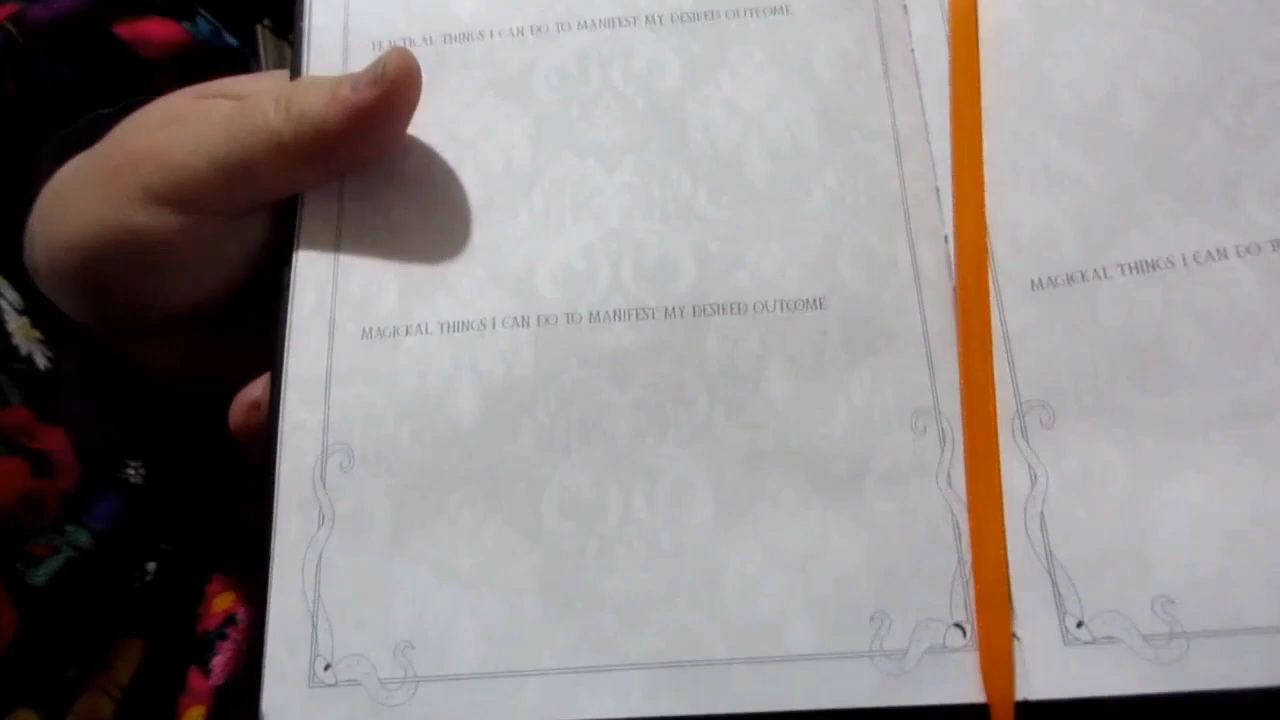 PRACTICAL THINGS I CAN DO TO MANIFEST MY DESIRED OUTCOME
MAGICKAL THINGS I CAN DO TO MANIFEST MY DESIRED OUTCOME
MAGICKAL THINGS I CAN DO T